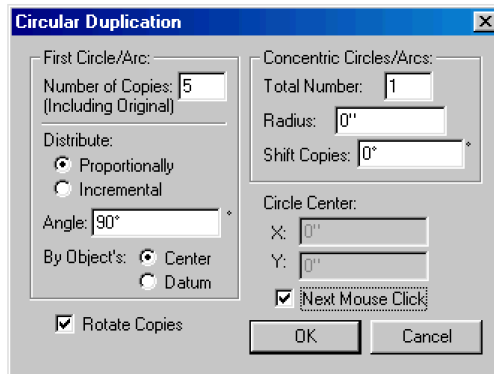 Circular Duplication
First Circle/Arc:
Number of Copies: 5
(Including Original)
Distribute:
Proportionally
Incremental
Angle: 90° °
By Object's: Center
Datum
Rotate Copies
Concentric Circles/Arcs:
Total Number: 1
Radius: 0"
Shift Copies: 0° °
Circle Center:
X: 0"
Y: 0"
Next Mouse Click
OK Cancel